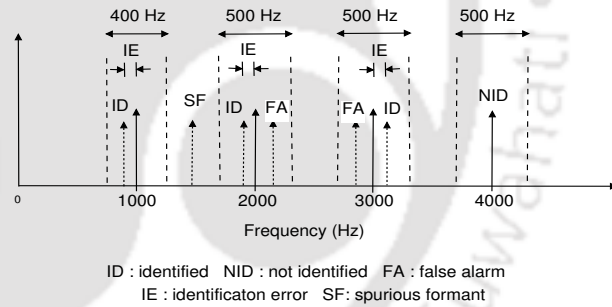 400 Hz 500 Hz 500 Hz 500 Hz
IE IE IE
ID SF ID FA FA ID NID
0 1000 2000 3000 4000
Frequency (Hz)
ID : identified NID : not identified FA : false alarm
IE : identificaton error SF: spurious formant